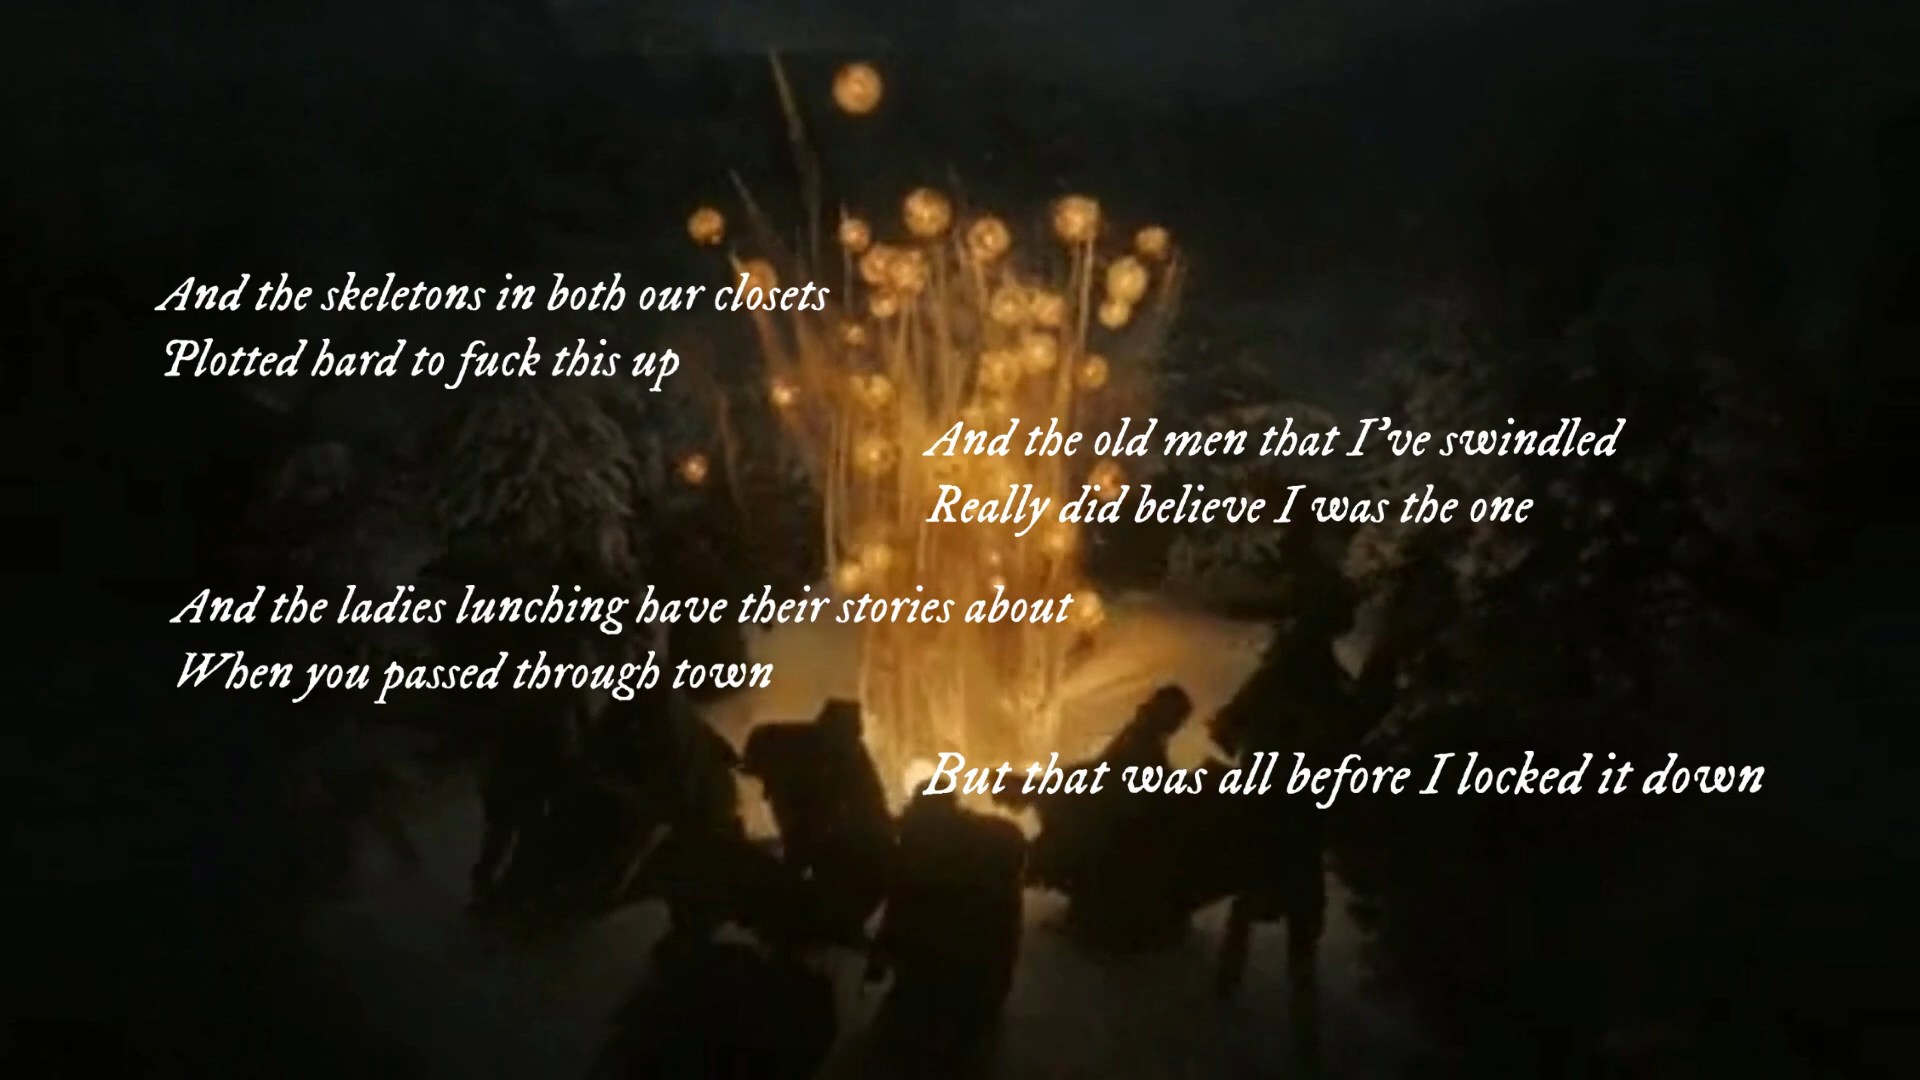 And the skeletons in both our closets
Plotted hard to fuck this up
And the old men that I've swindled
Really did believe I was the one
And the ladies lunching have their stories about
When you passed through town
But that was all before I locked it down